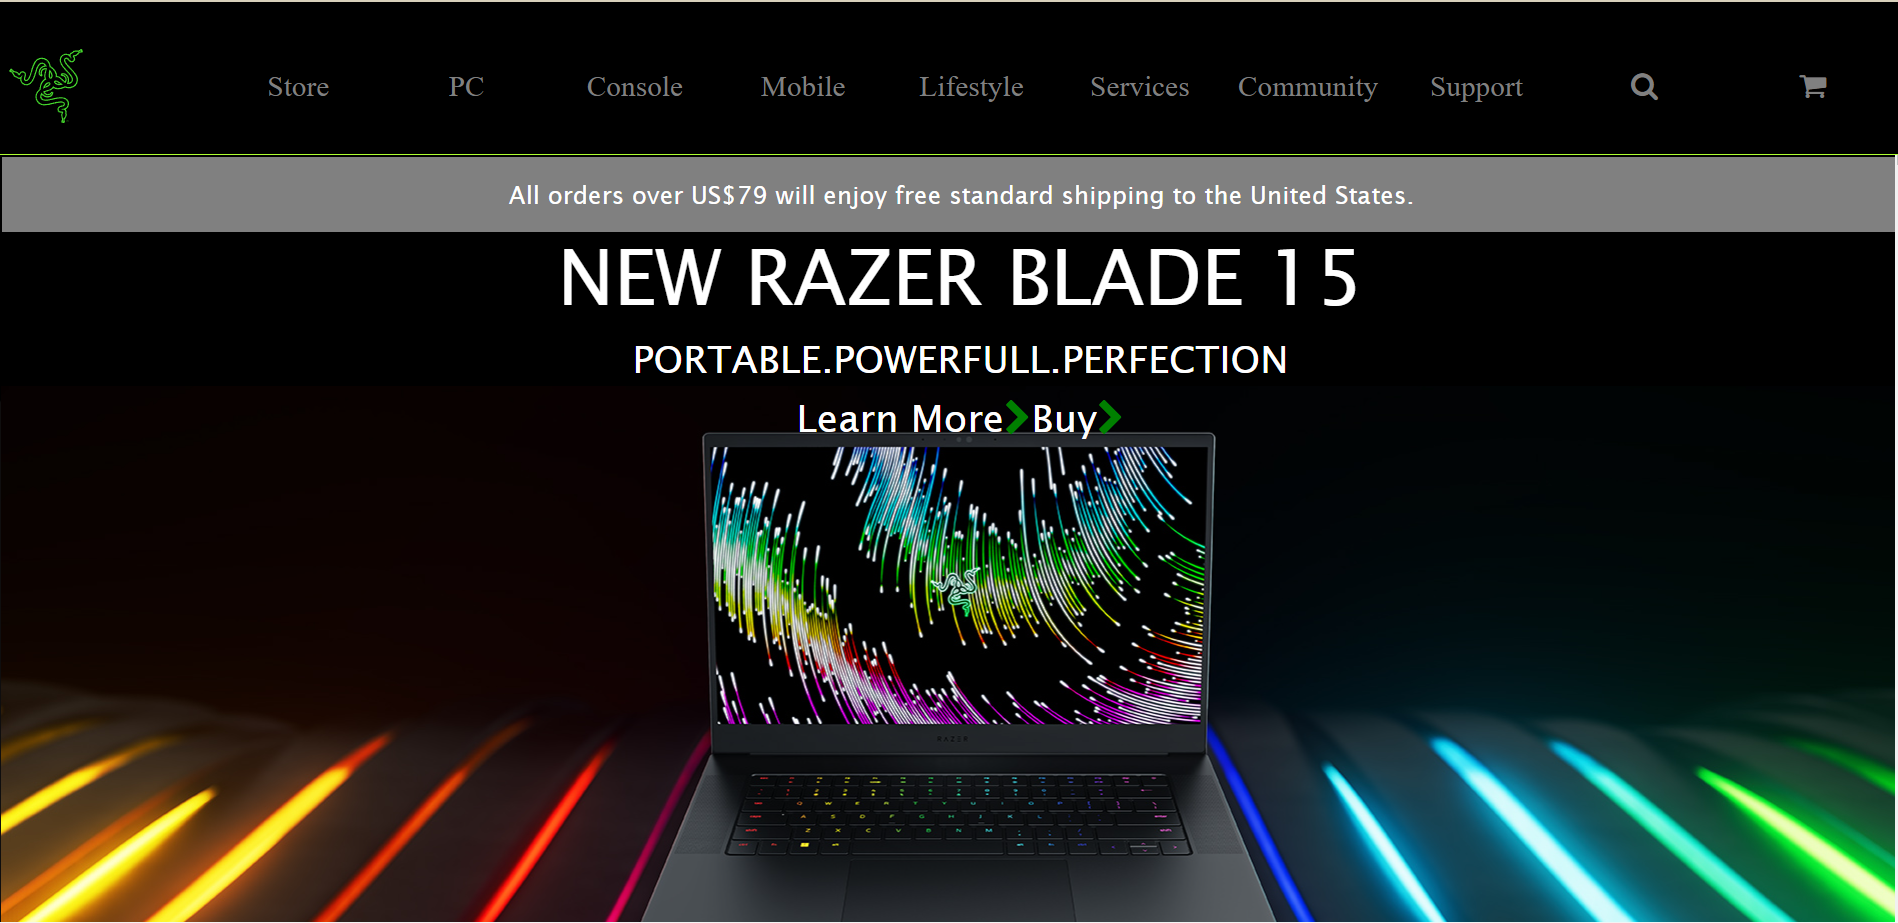 Store PC Console Mobile Lifestyle Services Community Support
All orders over US$79 will enjoy free standard shipping to the United States.
NEW RAZER BLADE 15
PORTABLE.POWERFULL.PERFECTION
Learn More Buy
RAZER
Q W E R T Y U I O P
A S D F G H J K L
Z X C V B N M